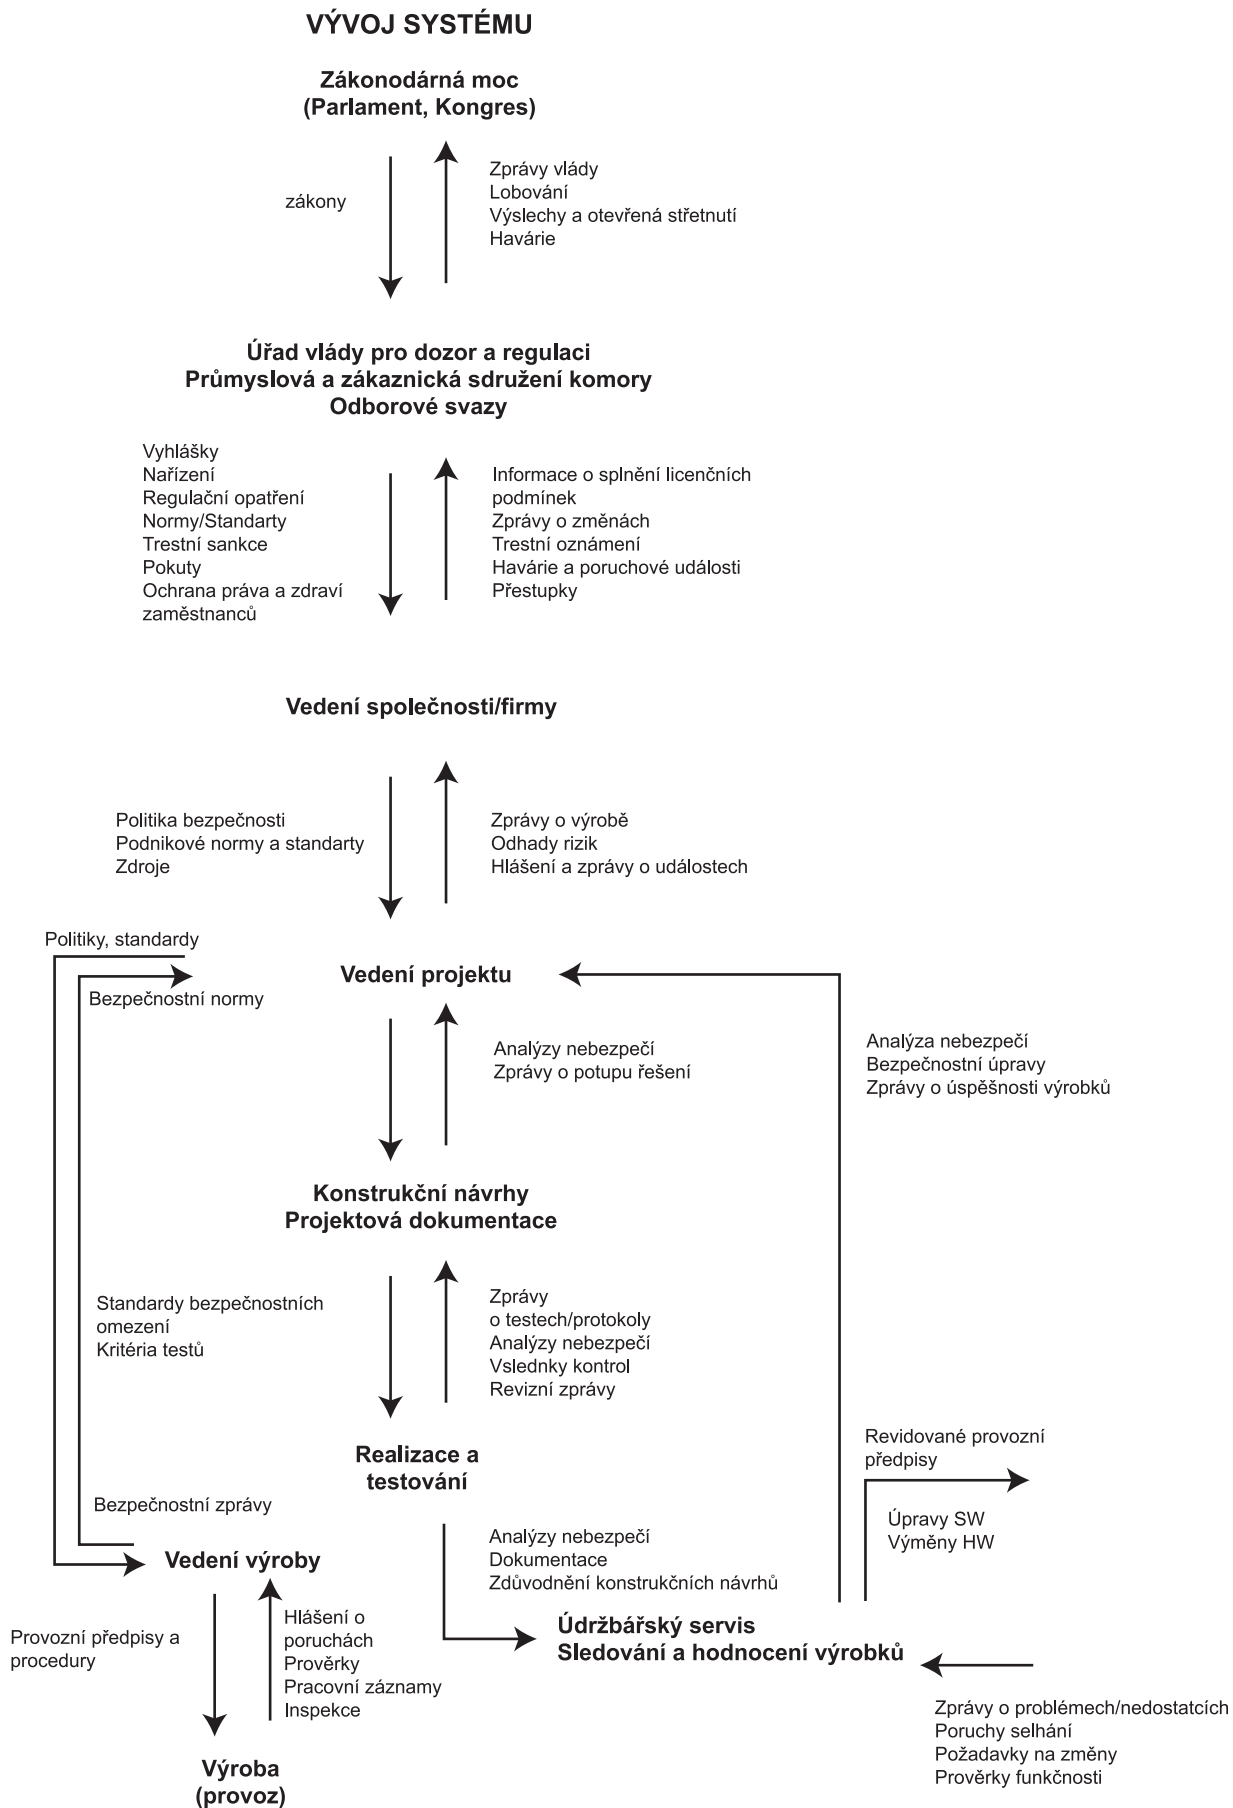 VÝVOJ SYSTÉMU
Zákonodárná moc
(Parlament, Kongres)
zákony
Zprávy vlády
Lobování
Výslechy a otevřená střetnutí
Havárie
Úřad vlády pro dozor a regulaci
Průmyslová a zákaznická sdružení komory
Odborové svazy
Vyhlášky
Nařízení
Regulační opatření
Normy/Standarty
Trestní sankce
Pokuty
Ochrana práva a zdraví
zaměstnanců
Informace o splnění licenčních
podmínek
Zprávy o změnách
Trestní oznámení
Havárie a poruchové události
Přestupky
Vedení společnosti/firmy
Politika bezpečnosti
Podnikové normy a standarty
Zdroje
Zprávy o výrobě
Odhady rizik
Hlášení a zprávy o událostech
Politiky, standardy
Bezpečnostní normy
Vedení projektu
Analýzy nebezpečí
Zprávy o potupu řešení
Analýza nebezpečí
Bezpečnostní úpravy
Zprávy o úspěšnosti výrobků
Konstrukční návrhy
Projektová dokumentace
Standardy bezpečnostních
omezení
Kritéria testů
Zprávy
o testech/protokoly
Analýzy nebezpečí
Vslednky kontrol
Revizní zprávy
Realizace a
testování
Revidované provozní
předpisy
Úpravy SW
Výměny HW
Bezpečnostní zprávy
Vedení výroby
Analýzy nebezpečí
Dokumentace
Zdůvodnění konstrukčních návrhů
Údržbářský servis
Sledování a hodnocení výrobků
Provozní předpisy a
procedury
Hlášení o
poruchách
Prověrky
Pracovní záznamy
Inspekce
Zprávy o problémech/nedostatcích
Poruchy selhání
Požadavky na změny
Prověrky funkčnosti
Výroba
(provoz)